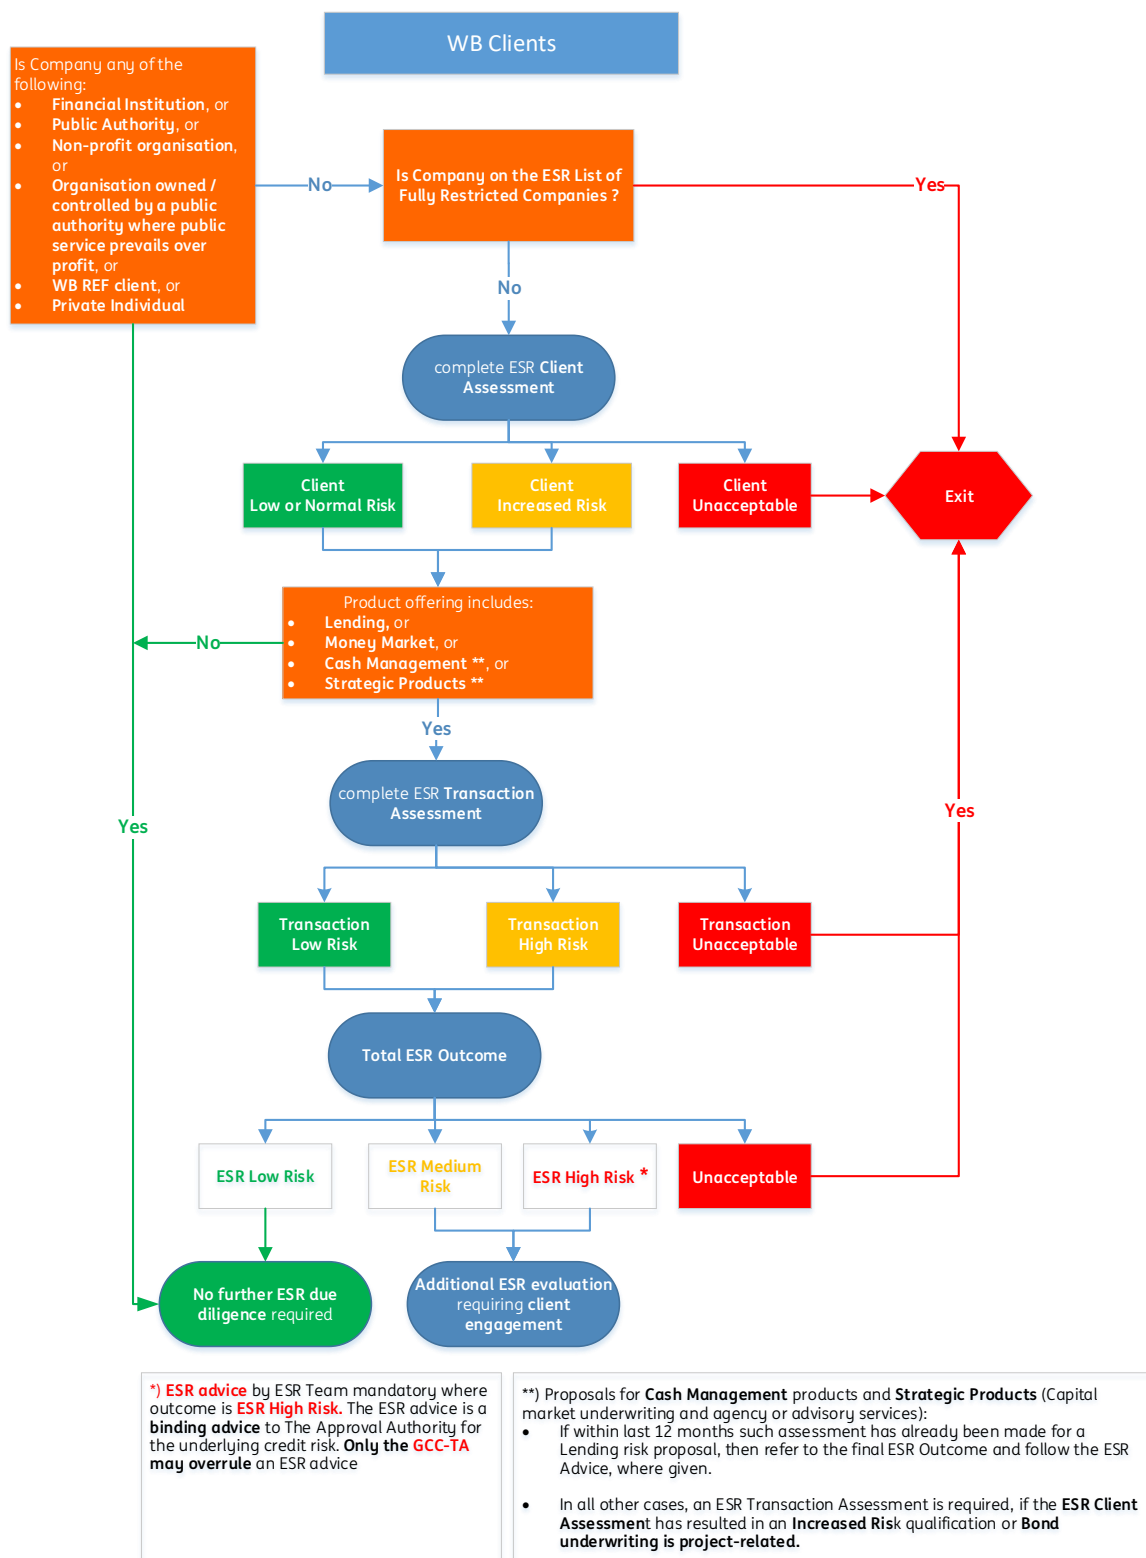 WB Clients
Is Company any of the
following:
• Financial Institution, or
• Public Authority, or
• Non-profit organisation,
or
• Organisation owned /
controlled by a public
authority where public
service prevails over
profit, or
• WB REF client, or
• Private Individual
No
Is Company on the ESR List of
Fully Restricted Companies ?
Yes
No
complete ESR Client
Assessment
Client
Low or Normal Risk
Client
Increased Risk
Client
Unacceptable
Exit
Product offering includes:
• Lending, or
• Money Market, or
• Cash Management **, or
• Strategic Products **
No
Yes
complete ESR Transaction
Assessment
Yes
Yes
Transaction
Low Risk
Transaction
High Risk
Transaction
Unacceptable
Total ESR Outcome
ESR Low Risk
ESR Medium
Risk
ESR High Risk *
Unacceptable
No further ESR due
diligence required
Additional ESR evaluation
requiring client
engagement
*) ESR advice by ESR Team mandatory where
outcome is ESR High Risk. The ESR advice is a
binding advice to The Approval Authority for
the underlying credit risk. Only the GCC-TA
may overrule an ESR advice
**) Proposals for Cash Management products and Strategic Products (Capital
market underwriting and agency or advisory services):
• If within last 12 months such assessment has already been made for a
Lending risk proposal, then refer to the final ESR Outcome and follow the ESR
Advice, where given.
• In all other cases, an ESR Transaction Assessment is required, if the ESR Client
Assessment has resulted in an Increased Risk qualification or Bond
underwriting is project-related.